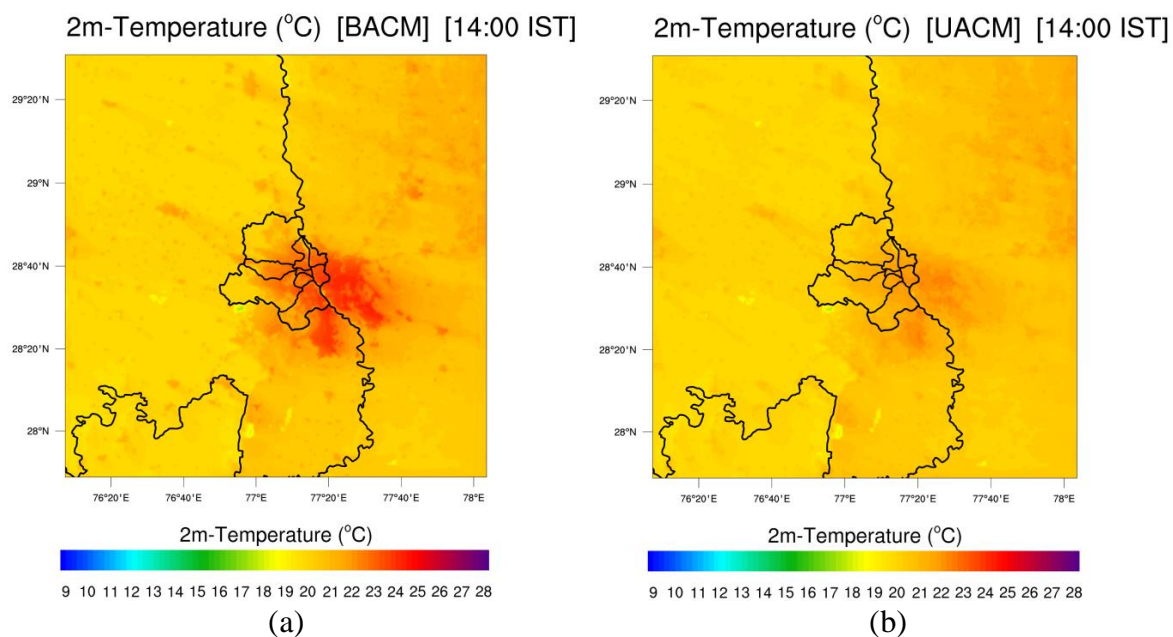 2m-Temperature (°C) [BACM] [14:00 IST]
29°20'N
29°N
28°40'N
28°20'N
28°N
76°20'E 76°40'E 77°E 77°20'E 77°40'E 78°E
2m-Temperature (°C)
9 10 11 12 13 14 15 16 17 18 19 20 21 22 23 24 25 26 27 28
(a)
2m-Temperature (°C) [UACM] [14:00 IST]
29°20'N
29°N
28°40'N
28°20'N
28°N
76°20'E 76°40'E 77°E 77°20'E 77°40'E 78°E
2m-Temperature (°C)
9 10 11 12 13 14 15 16 17 18 19 20 21 22 23 24 25 26 27 28
(b)